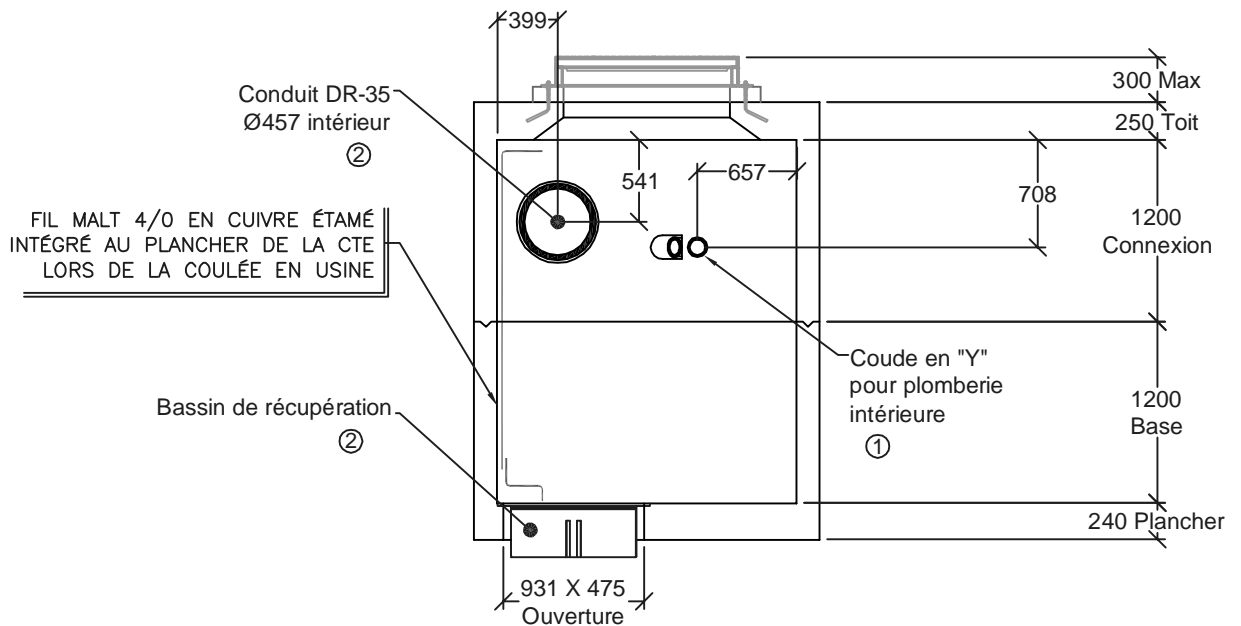 399
300 Max
Conduit DR-35
Ø457 intérieur
②
250 Toit
541
657
708
FIL MALT 4/0 EN CUIVRE ÉTAMÉ
INTÉGRÉ AU PLANCHER DE LA CTE
LORS DE LA COULÉE EN USINE
1200
Connexion
Coude en "Y"
pour plomberie
intérieure
①
Bassin de récupération
②
1200
Base
240 Plancher
931 X 475
Ouverture